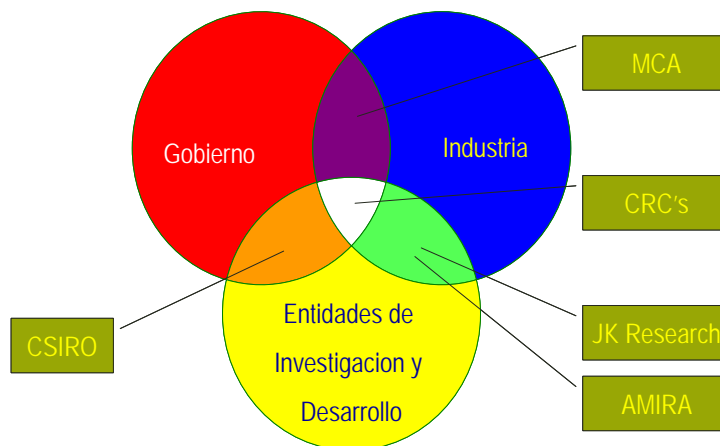 MCA
Gobierno
Industria
CRC's
CSIRO
Entidades de
Investigacion y
Desarrollo
JK Research
AMIRA